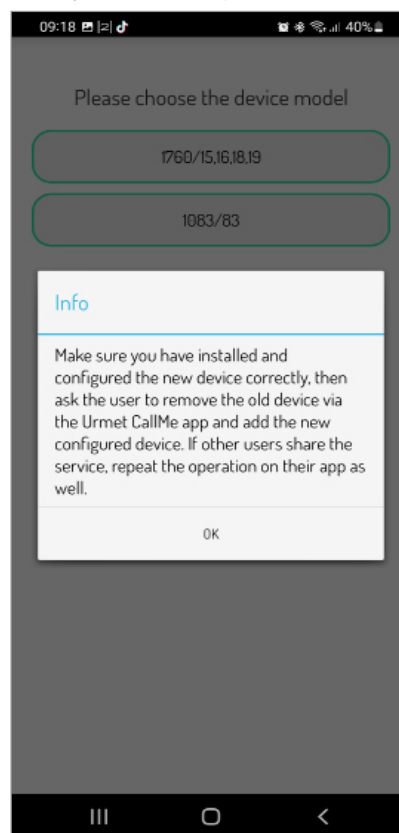 09:18 |2| 40%
Please choose the device model
1760/15,16,18,19
1083/83
Info
Make sure you have installed and
configured the new device correctly, then
ask the user to remove the old device via
the Urmet CallMe app and add the new
configured device. If other users share the
service, repeat the operation on their app as
well.
OK